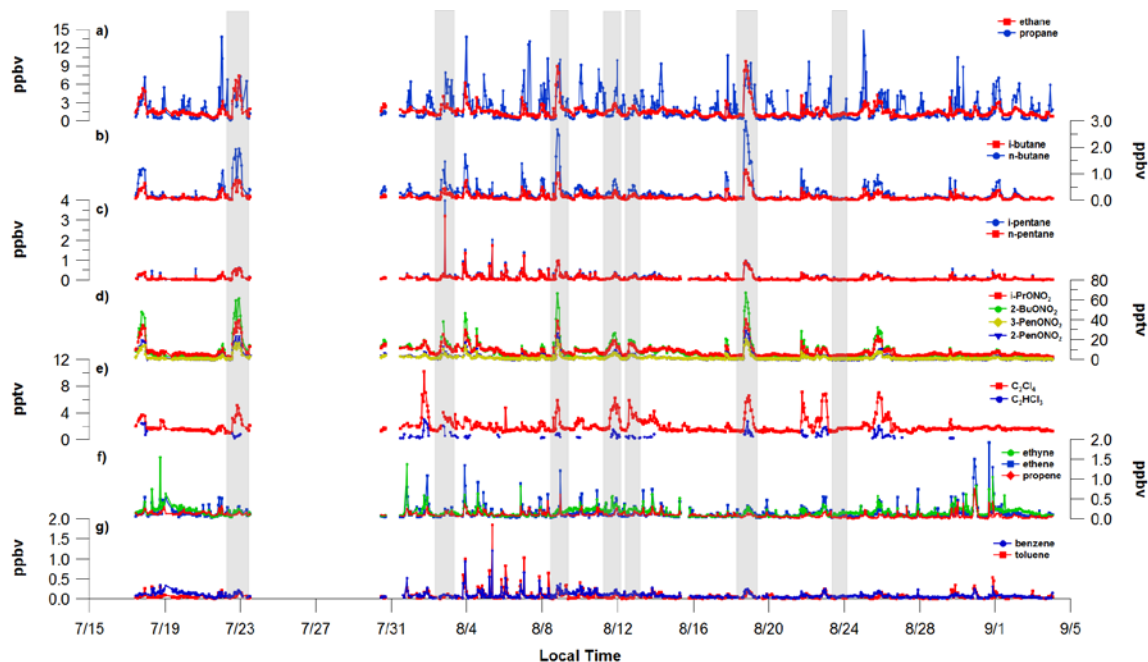 a)
ppbv
15
12
9
6
3
0
ethane
propane
b)
3.0
2.0
1.0
0.0
ppbv
i-butane
n-butane
c)
ppbv
4
3
2
1
0
i-pentane
n-pentane
d)
80
60
40
20
0
pptv
i-PrONO₂
2-BuONO₂
3-PenONO₂
2-PenONO₂
e)
pptv
12
8
4
0
C₂Cl₄
C₂HCl₃
f)
2.0
1.5
1.0
0.5
0.0
ppbv
ethyne
ethene
propene
g)
ppbv
2.0
1.5
1.0
0.5
0.0
benzene
toluene
7/15 7/19 7/23 7/27 7/31 8/4 8/8 8/12 8/16 8/20 8/24 8/28 9/1 9/5
Local Time